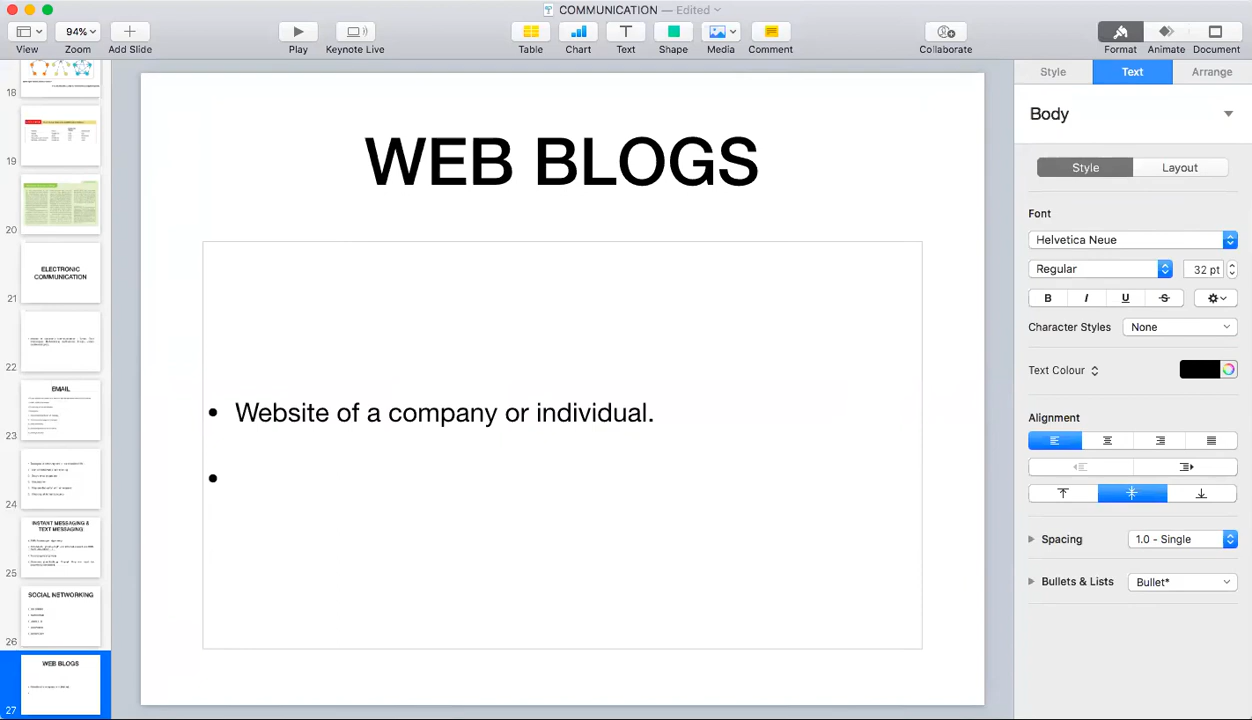 COMMUNICATION — Edited
View
94%
Zoom
Add Slide
Play
Keynote Live
Table
Chart
Text
Shape
Media
Comment
Collaborate
Format
Animate
Document
18
19
20
ELECTRONIC
COMMUNICATION
21
22
EMAIL
23
24
INSTANT MESSAGING &
TEXT MESSAGING
25
SOCIAL NETWORKING
26
WEB BLOGS
27
WEB BLOGS
• Website of a company or individual.
•
Style
Text
Arrange
Body
Style
Layout
Font
Helvetica Neue
Regular
32 pt
B I U S
Character Styles
None
Text Colour
Alignment
Spacing
1.0 - Single
Bullets & Lists
Bullet*